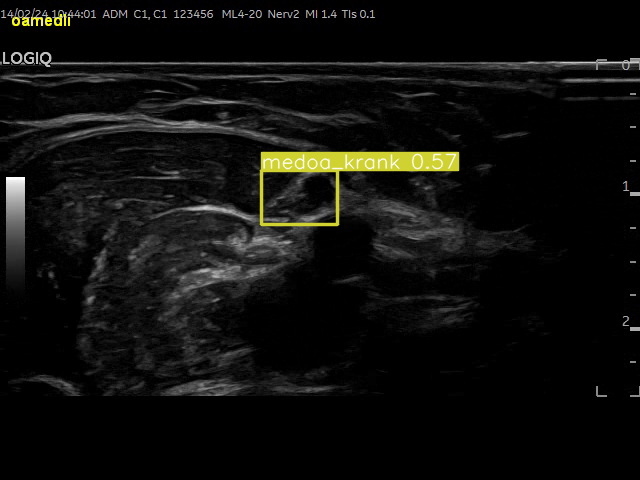 14/02/24 10:44:01 ADM C1, C1 123456 ML4-20 Nerv2 MI 1.4 TIs 0.1
oamedii
LOGIQ
0
medoa_krank 0.57
1
2